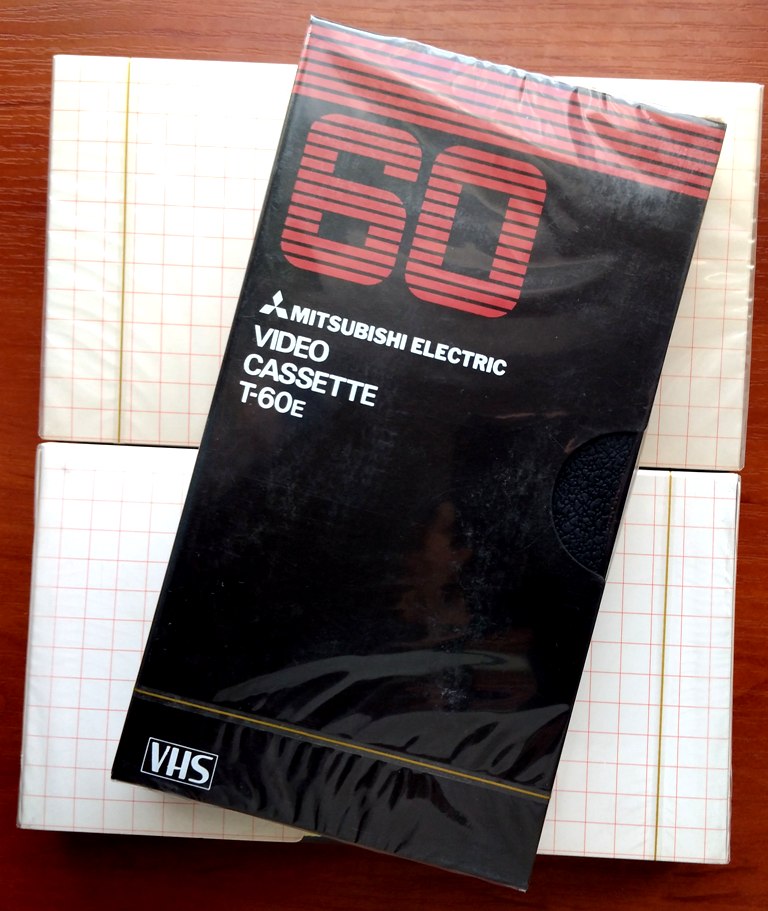 60
MITSUBISHI ELECTRIC
VIDEO
CASSETTE
T-60E
VHS